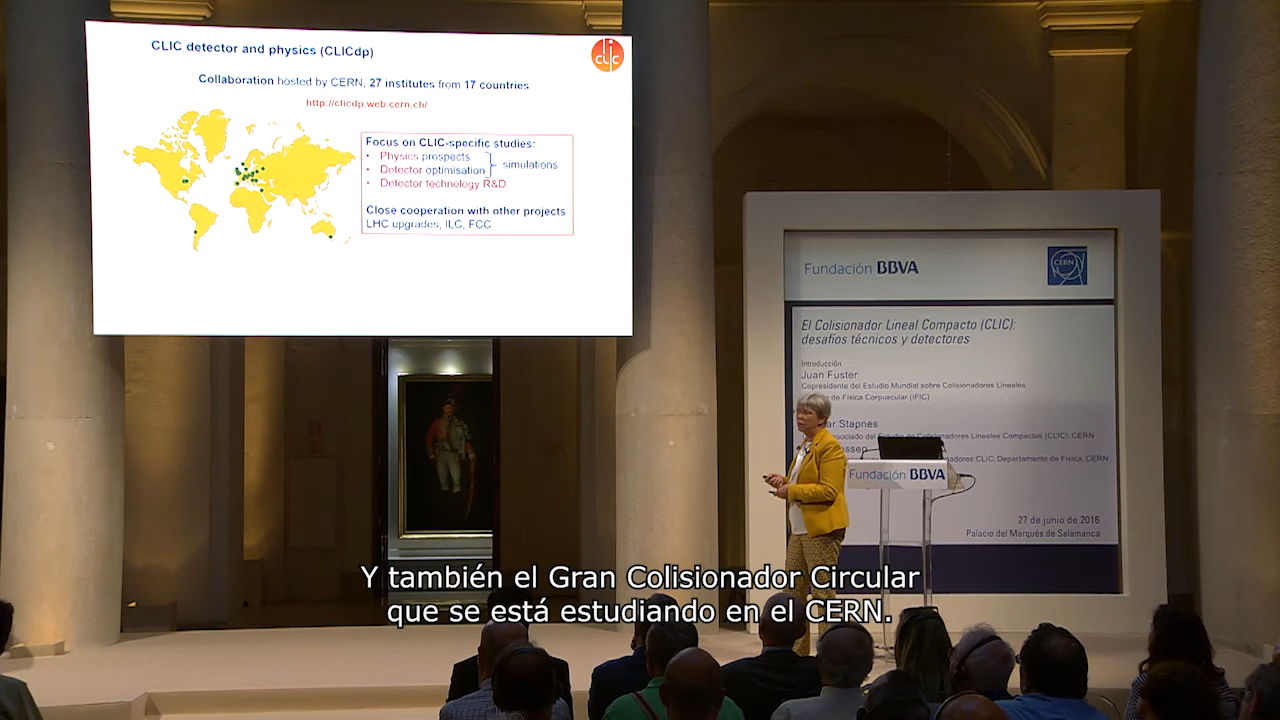 CLIC detector and physics (CLICdp)
clic
Collaboration hosted by CERN, 27 institutes from 17 countries
http://clicdp.web.cern.ch/
Focus on CLIC-specific studies:
• Physics prospects
• Detector optimisation
simulations
• Detector technology R&D
Close cooperation with other projects
LHC upgrades, ILC, FCC
Fundación BBVA
CERN
El Colisionador Lineal Compacto (CLIC):
desafíos técnicos y detectores
Introducción
Juan Fuster
Copresidente del Estudio Mundial sobre Colisionadores Lineales
de Física Corpuscular (IFIC)
Stapnes
del Estudio de Colisionadores Lineales Compactos (CLIC), CERN
CLIC. Departamento de Física, CERN
Fundación BBVA
27 de junio de 2016
Palacio del Marqués de Salamanca
Y también el Gran Colisionador Circular
que se está estudiando en el CERN.